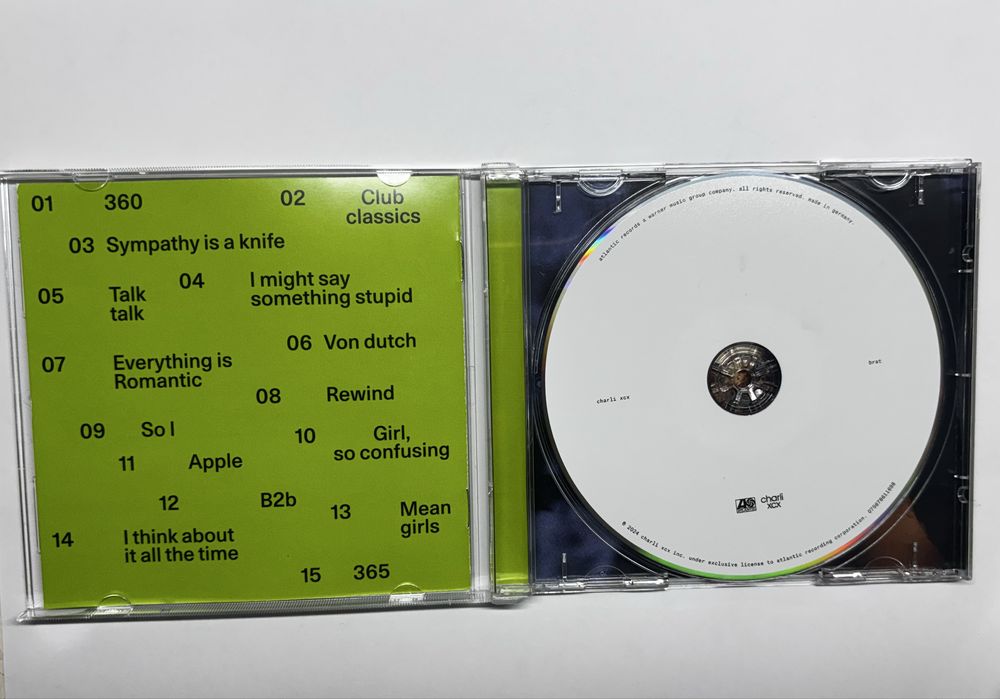 01 360
02 Club
classics
03 Sympathy is a knife
04 I might say
something stupid
05 Talk
talk
06 Von dutch
07 Everything is
Romantic
08 Rewind
09 So I
10 Girl,
so confusing
11 Apple
12 B2b
13 Mean
girls
14 I think about
it all the time
15 365
atlantic records x warner music group company. all rights reserved. made in germany.
brat
charli xcx
charli
xcx
℗ 2024 charli xcx inc. under exclusive license to atlantic recording corporation.